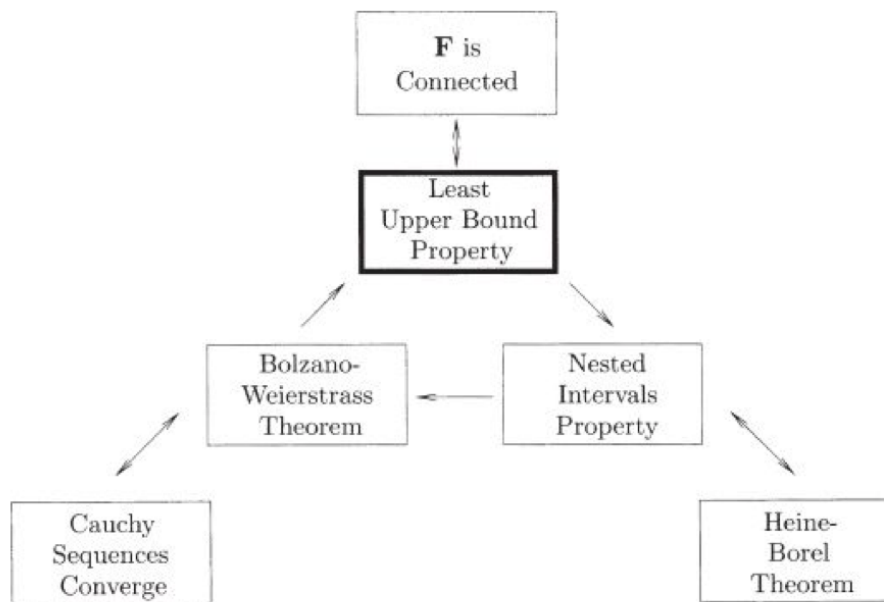 F is
Connected
Least
Upper Bound
Property
Bolzano-
Weierstrass
Theorem
Nested
Intervals
Property
Cauchy
Sequences
Converge
Heine-
Borel
Theorem